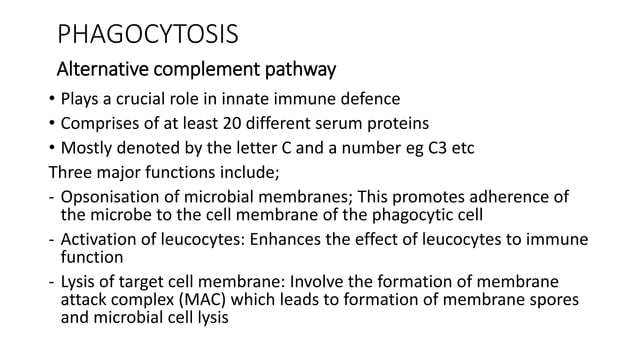 PHAGOCYTOSIS
Alternative complement pathway
• Plays a crucial role in innate immune defence
• Comprises of at least 20 different serum proteins
• Mostly denoted by the letter C and a number eg C3 etc
Three major functions include;
- Opsonisation of microbial membranes; This promotes adherence of
the microbe to the cell membrane of the phagocytic cell
- Activation of leucocytes: Enhances the effect of leucocytes to immune
function
- Lysis of target cell membrane: Involve the formation of membrane
attack complex (MAC) which leads to formation of membrane spores
and microbial cell lysis